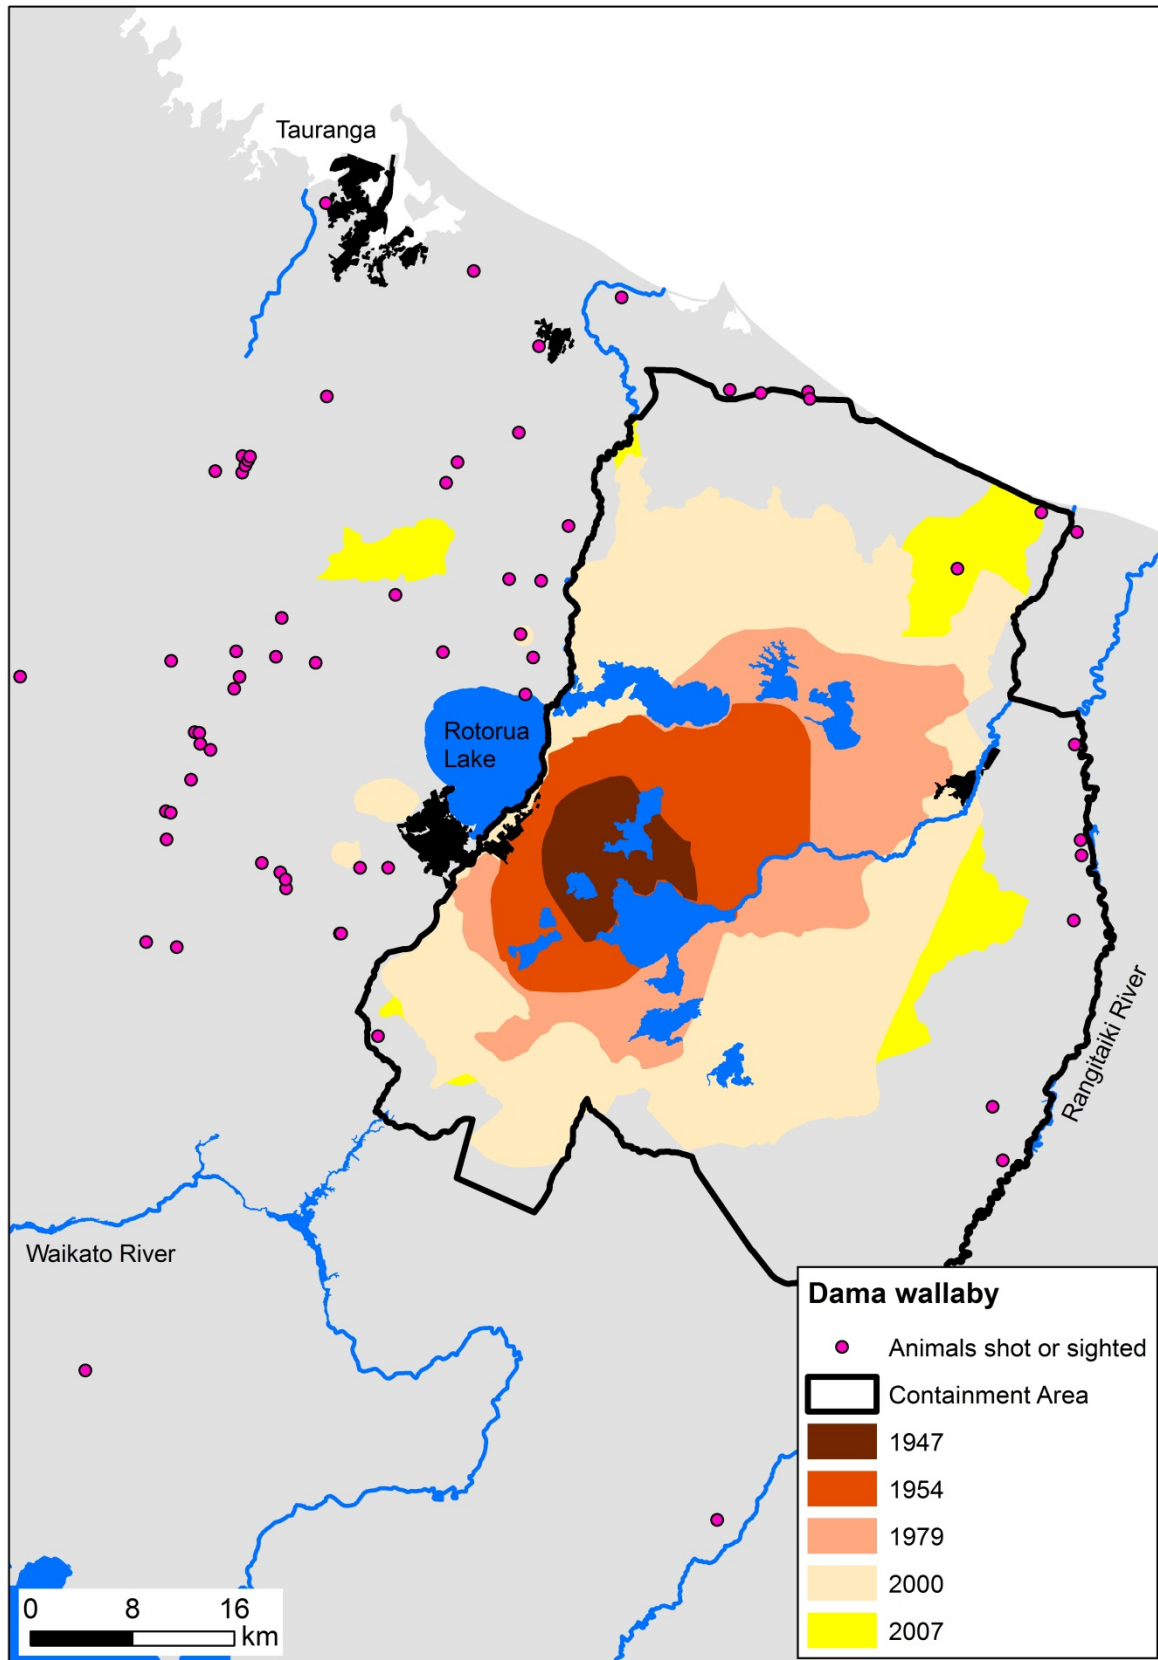 Tauranga
Rotorua
Lake
Rangitaiki River
Waikato River
Dama wallaby
Animals shot or sighted
Containment Area
1947
1954
1979
2000
2007
0 8 16
km